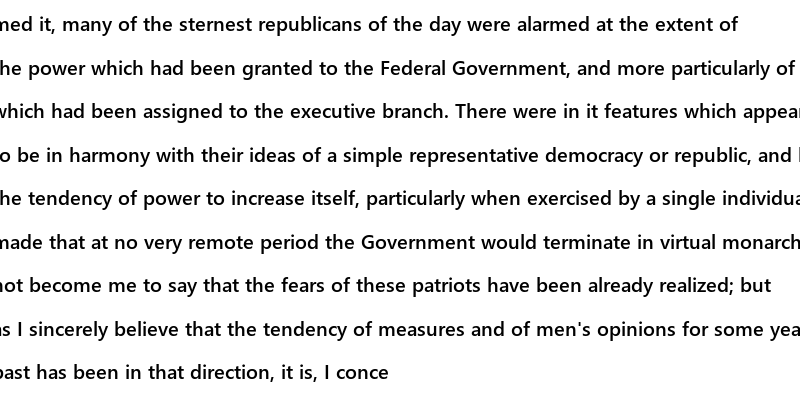 med it, many of the sternest republicans of the day were alarmed at the extent of
he power which had been granted to the Federal Government, and more particularly of
which had been assigned to the executive branch. There were in it features which appea
o be in harmony with their ideas of a simple representative democracy or republic, and
he tendency of power to increase itself, particularly when exercised by a single individua
made that at no very remote period the Government would terminate in virtual monarch
not become me to say that the fears of these patriots have been already realized; but
as I sincerely believe that the tendency of measures and of men's opinions for some yea
past has been in that direction, it is, I conce